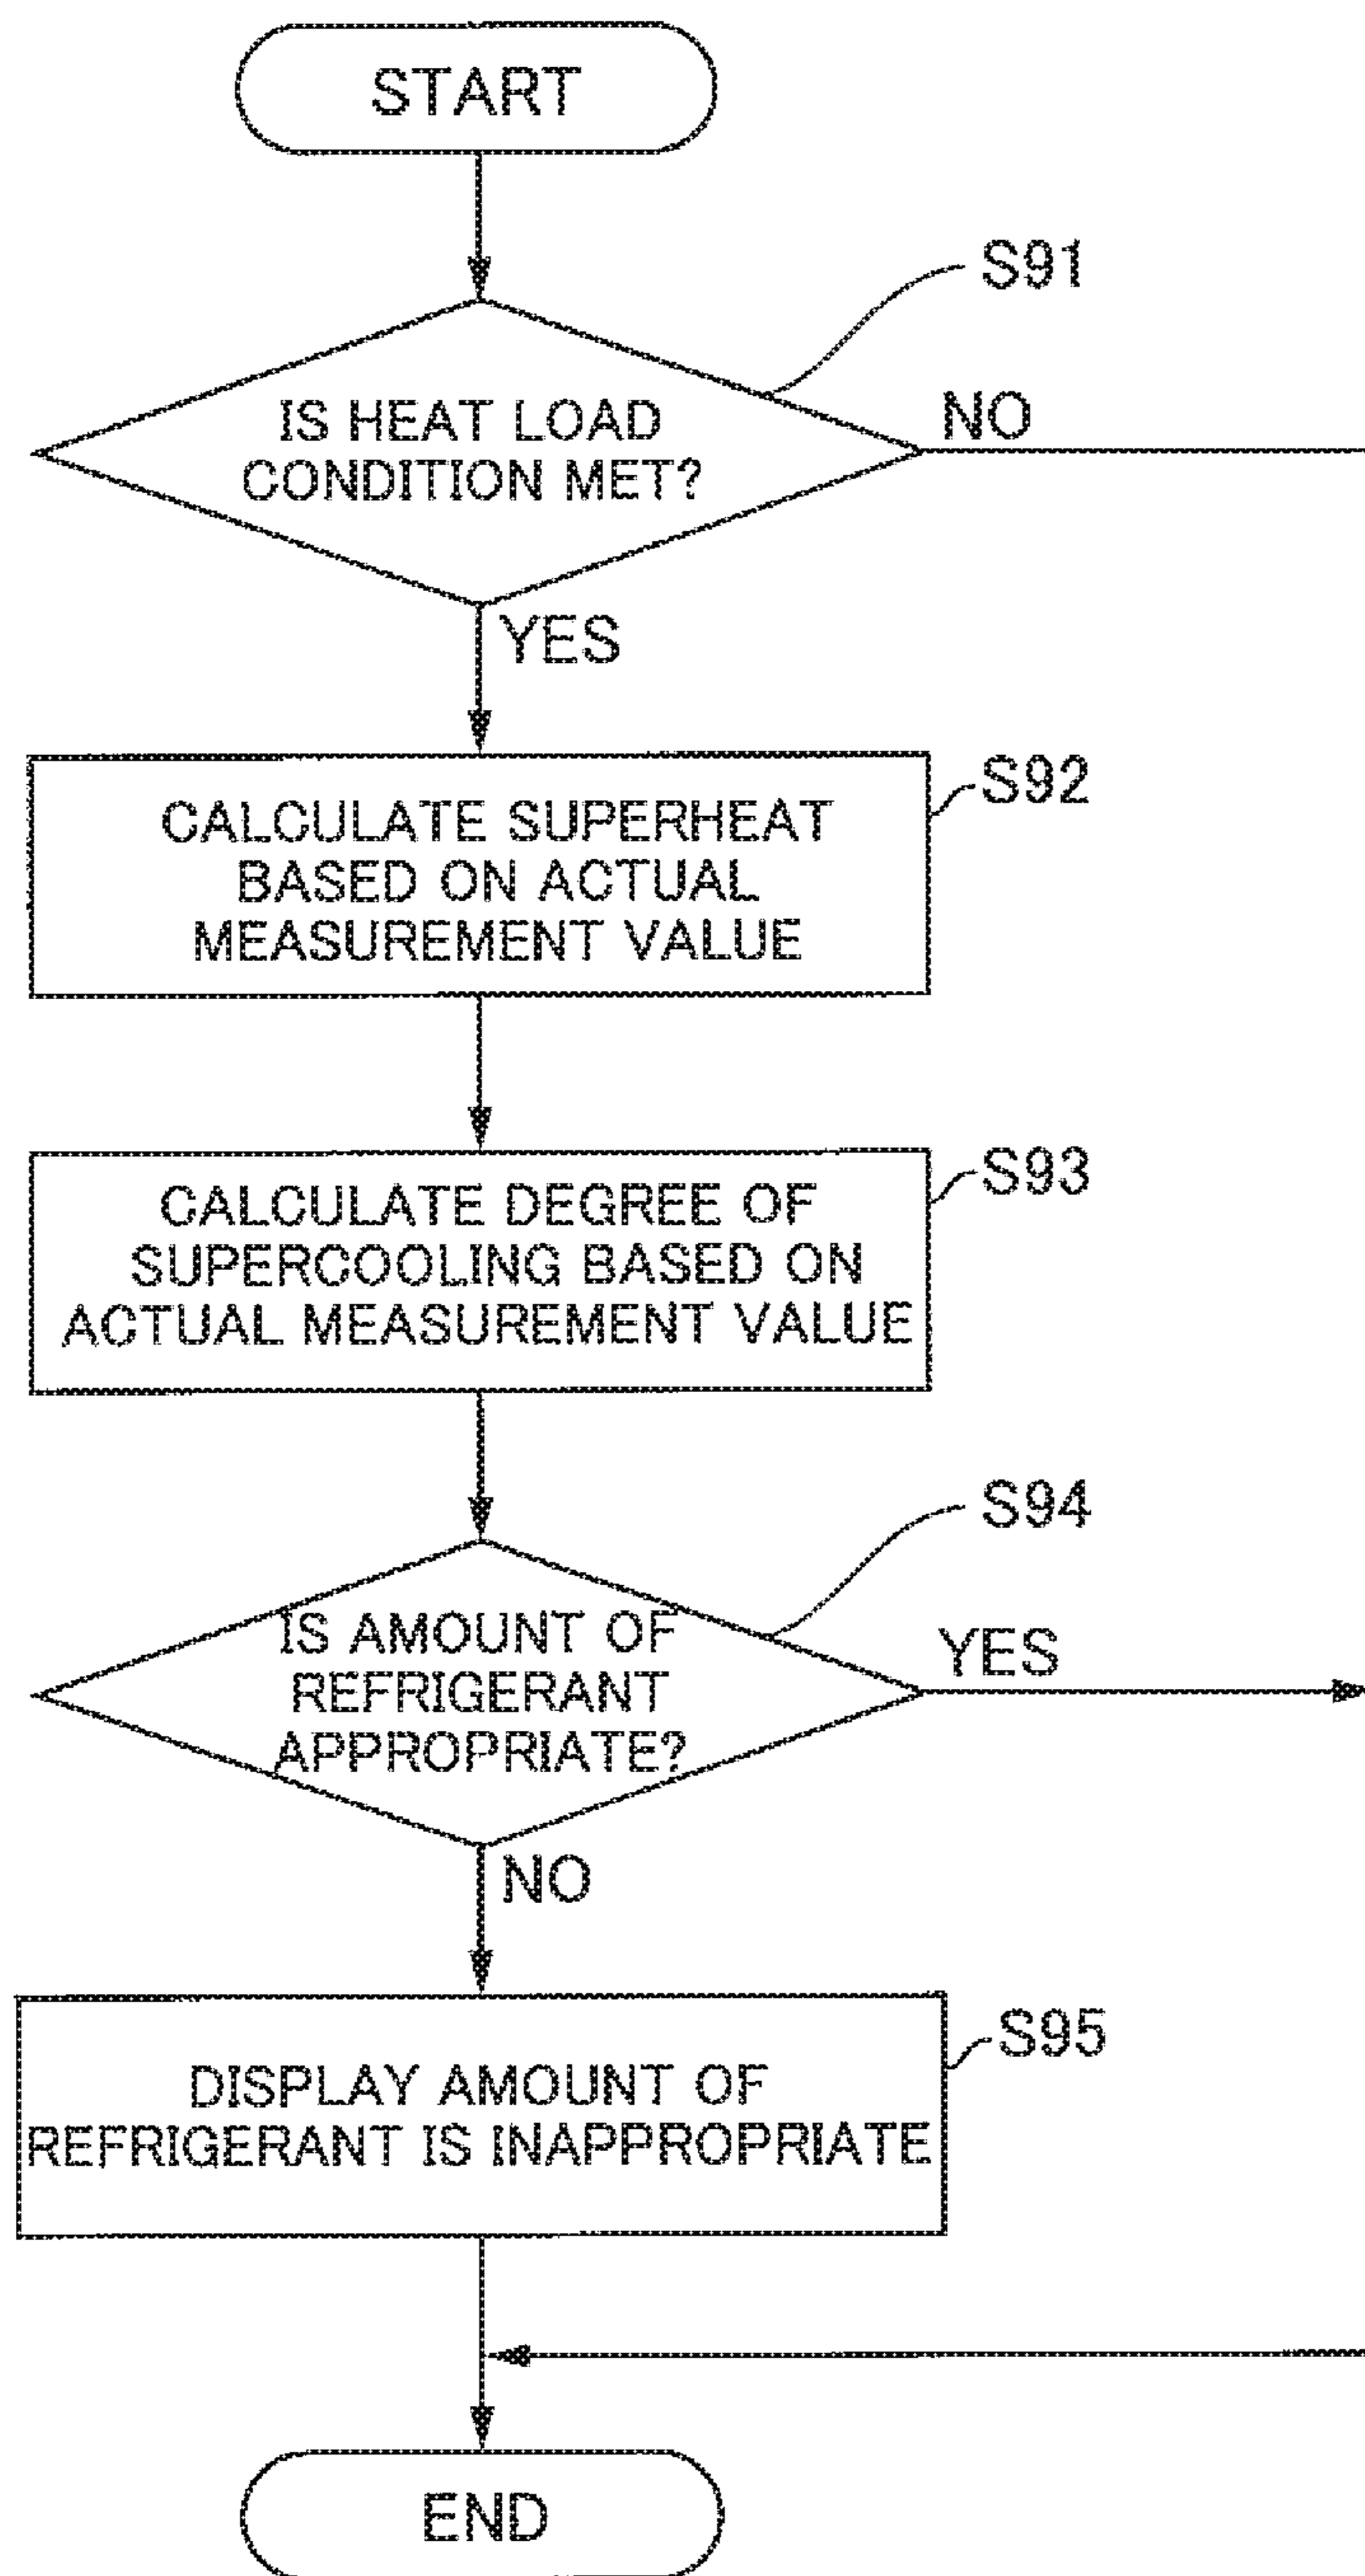 START
S91
IS HEAT LOAD
CONDITION MET?
NO
YES
S92
CALCULATE SUPERHEAT
BASED ON ACTUAL
MEASUREMENT VALUE
S93
CALCULATE DEGREE OF
SUPERCOOLING BASED ON
ACTUAL MEASUREMENT VALUE
S94
IS AMOUNT OF
REFRIGERANT
APPROPRIATE?
YES
NO
S95
DISPLAY AMOUNT OF
REFRIGERANT IS INAPPROPRIATE
END